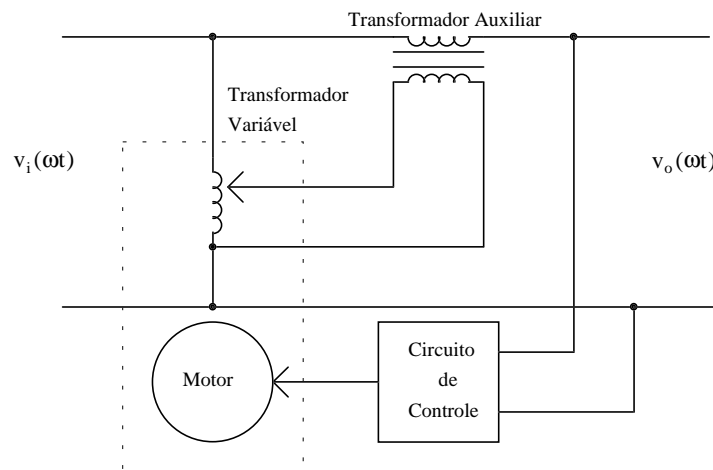 Transformador Auxiliar
Transformador
Variável
v_i(ωt)
v_o(ωt)
Motor
Circuito
de
Controle